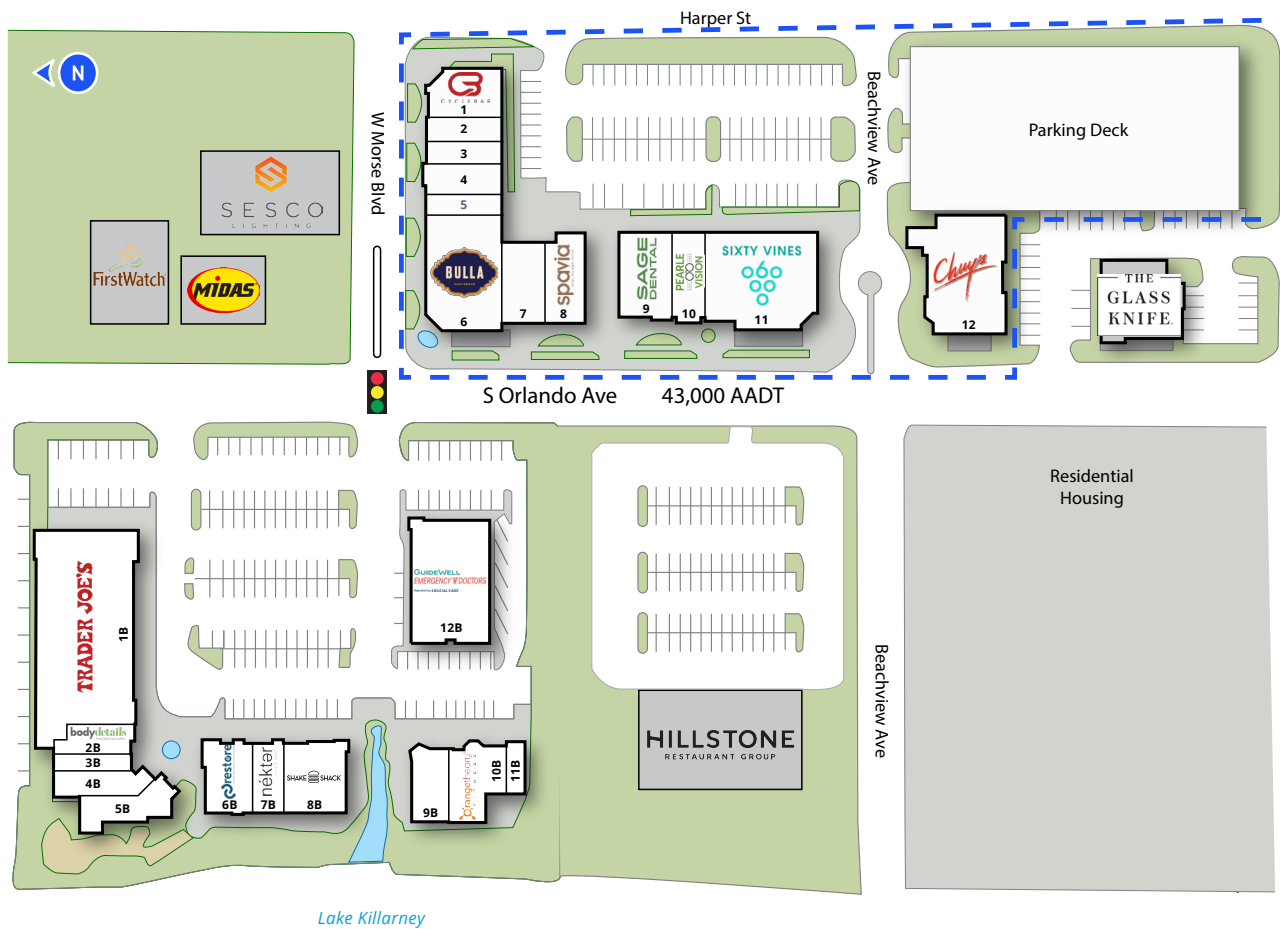 Harper St
N
W Morse Blvd
Beachview Ave
Parking Deck
SESCO
LIGHTING
FirstWatch
MIDAS
CYCLEBAR
1
2
3
4
5
BULLA
6
7
spavia
8
SAGE
DENTAL
9
PEARLE
VISION
10
SIXTY VINES
11
Chuy's
12
THE
GLASS
KNIFE
S Orlando Ave 43,000 AADT
TRADER JOE'S
1B
bodydetails
2B
3B
4B
5B
restore
6B
nékter
7B
SHAKE SHACK
8B
GUIDEWELL
EMERGENCY DOCTORS
CRUCIAL CARE
12B
9B
Orangetheory
10B
11B
HILLSTONE
RESTAURANT GROUP
Beachview Ave
Residential
Housing
Lake Killarney